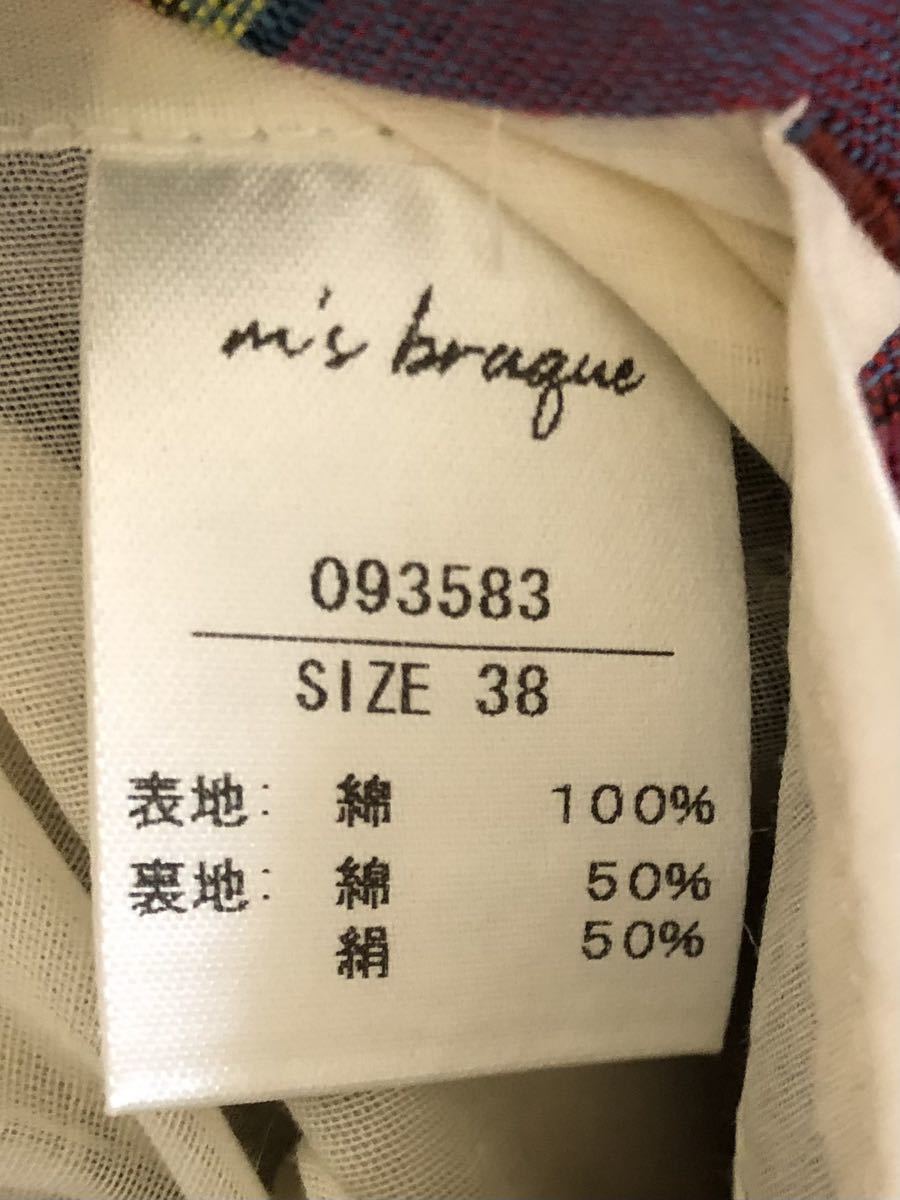 m's braque
093583
SIZE 38
表地: 綿 100%
裏地: 綿 50%
絹 50%